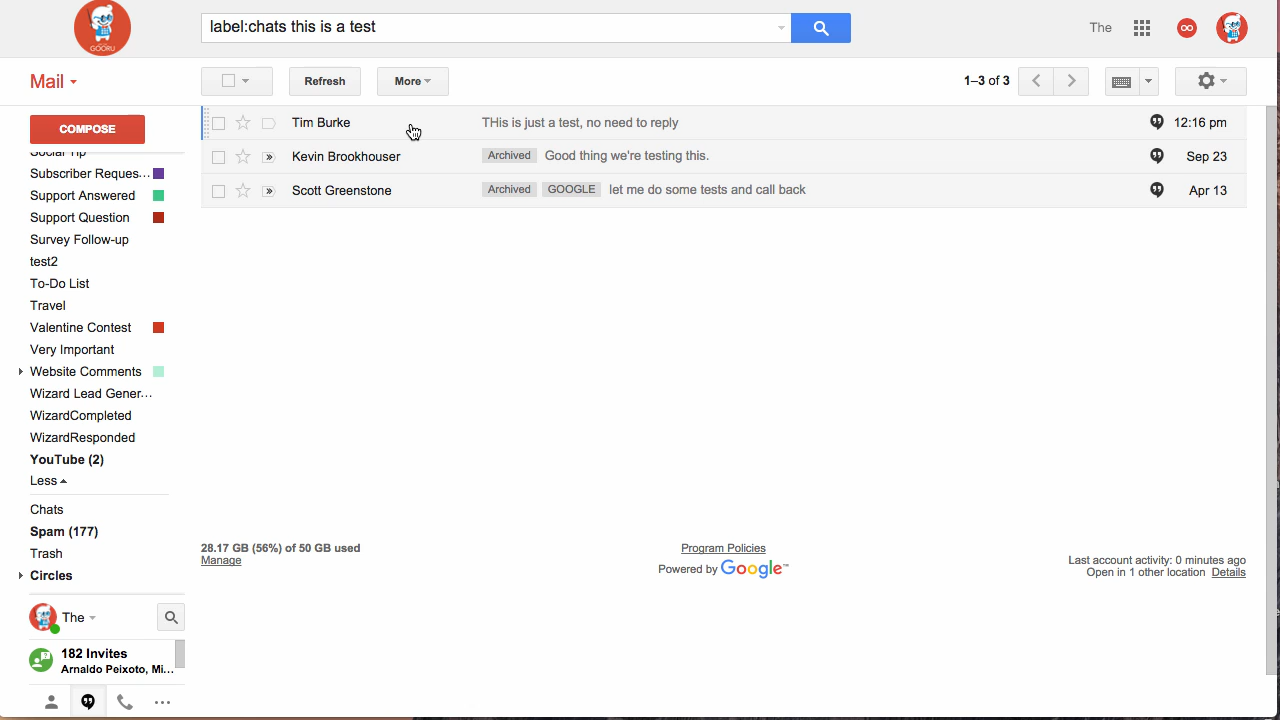 GOORU
label:chats this is a test
The
Mail
Refresh
More
1–3 of 3
COMPOSE
Social Tip
Subscriber Reques...
Support Answered
Support Question
Survey Follow-up
test2
To-Do List
Travel
Valentine Contest
Very Important
Website Comments
Wizard Lead Gener...
WizardCompleted
WizardResponded
YouTube (2)
Less
Chats
Spam (177)
Trash
Circles
The
182 Invites
Arnaldo Peixoto, Mi...
Tim Burke THis is just a test, no need to reply 12:16 pm
Kevin Brookhouser Archived Good thing we're testing this. Sep 23
Scott Greenstone Archived GOOGLE let me do some tests and call back Apr 13
28.17 GB (56%) of 50 GB used
Manage
Program Policies
Powered by Google™
Last account activity: 0 minutes ago
Open in 1 other location Details